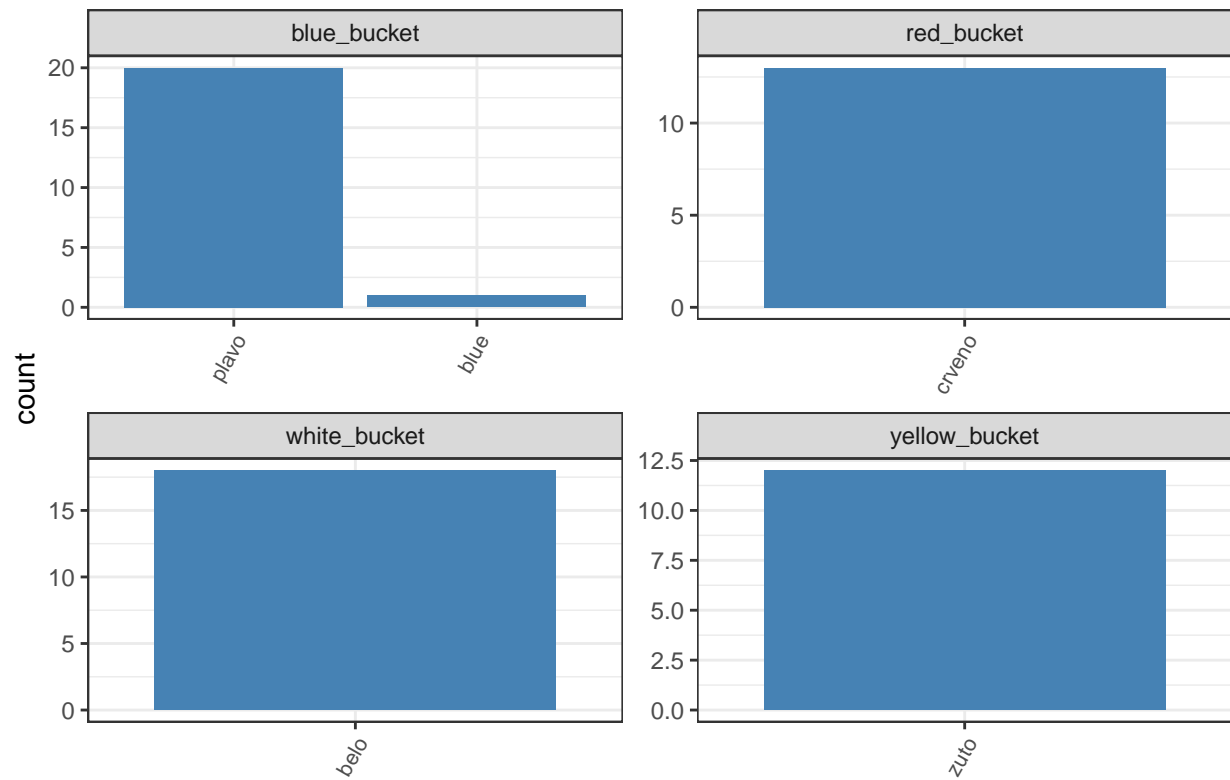 blue_bucket
red_bucket
20
15
10
5
0
10
5
0
plavo
blue
crveno
count
white_bucket
yellow_bucket
15
10
5
0
12.5
10.0
7.5
5.0
2.5
0.0
belo
zuto